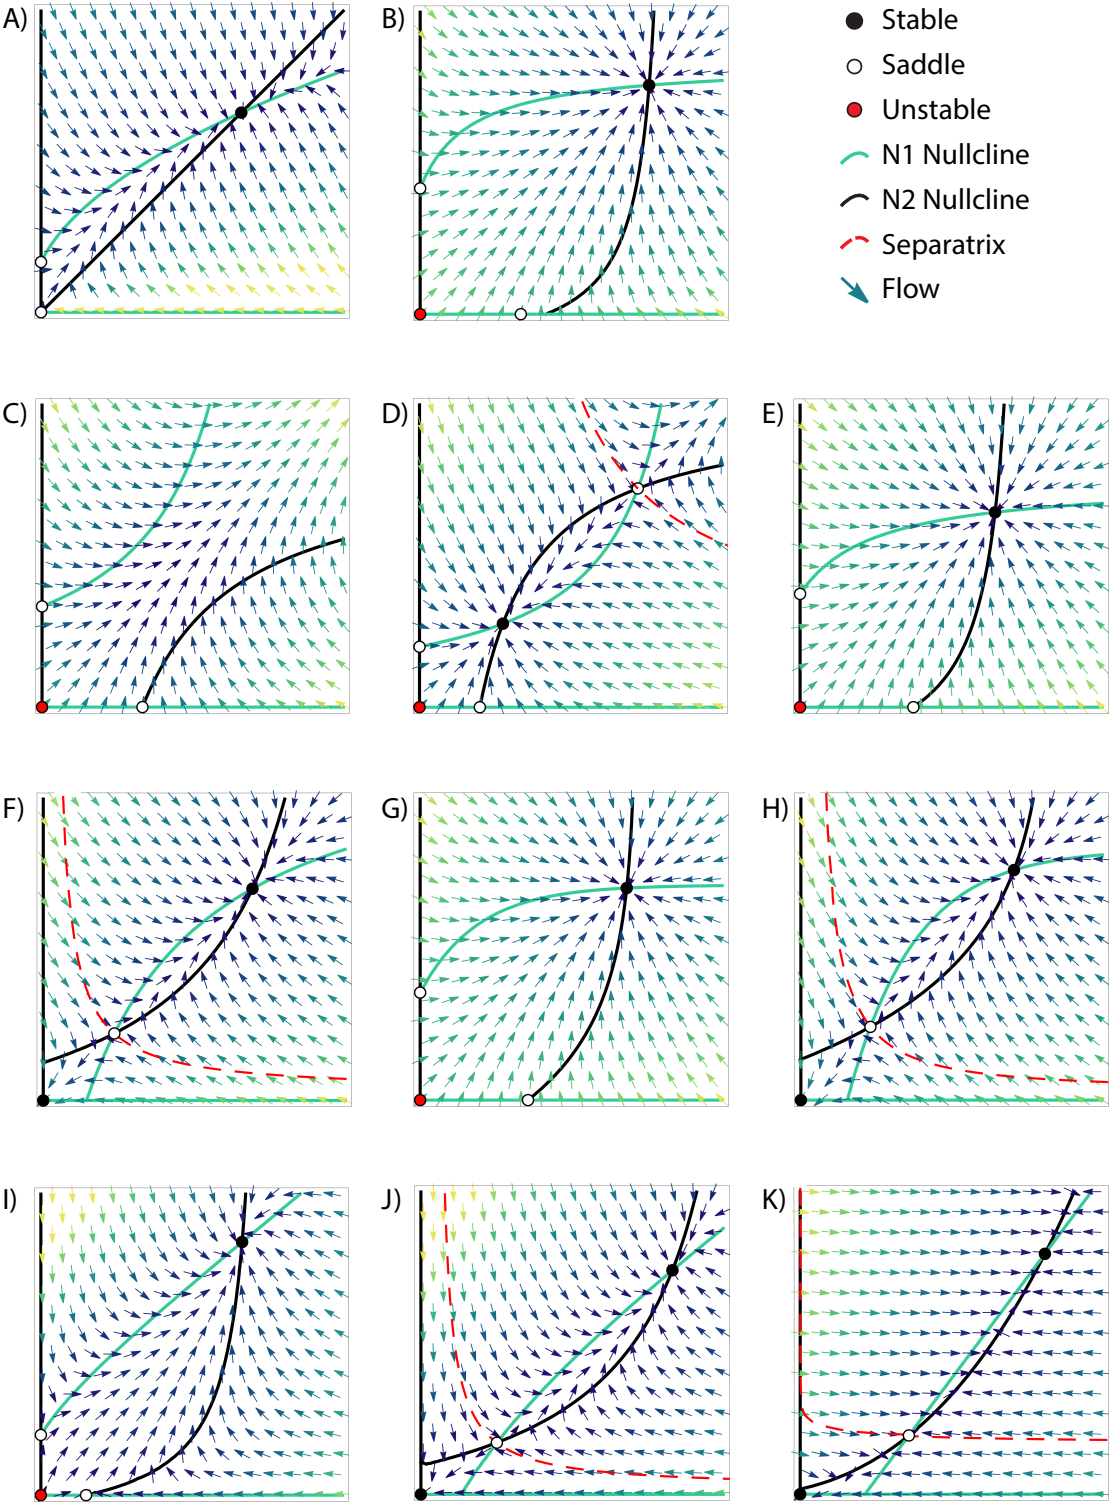 A)
B)
Stable
Saddle
Unstable
N1 Nullcline
N2 Nullcline
Separatrix
Flow
C)
D)
E)
F)
G)
H)
I)
J)
K)